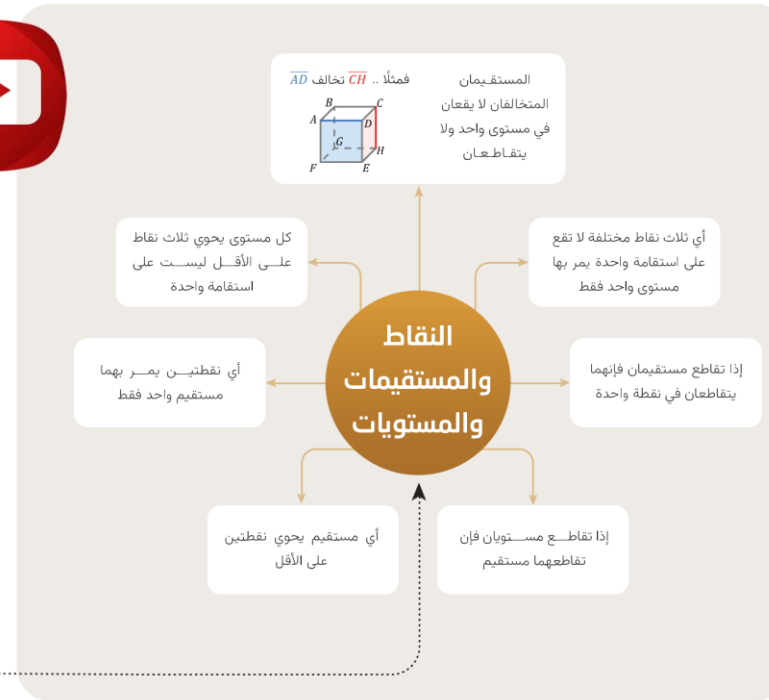 المستقيمان
المتخالفان لا يقعان
في مستوى واحد ولا
يتقاطعان
فمثلًا .. CH تخالف AD
B
C
A
D
G
H
F
E
أي ثلاث نقاط مختلفة لا تقع
على استقامة واحدة يمر بها
مستوى واحد فقط
كل مستوى يحوي ثلاث نقاط
على الأقل ليست على
استقامة واحدة
النقاط
والمستقيمات
والمستويات
إذا تقاطع مستقيمان فإنهما
يتقاطعان في نقطة واحدة
أي نقطتين يمر بهما
مستقيم واحد فقط
إذا تقاطع مستويان فإن
تقاطعهما مستقيم
أي مستقيم يحوي نقطتين
على الأقل